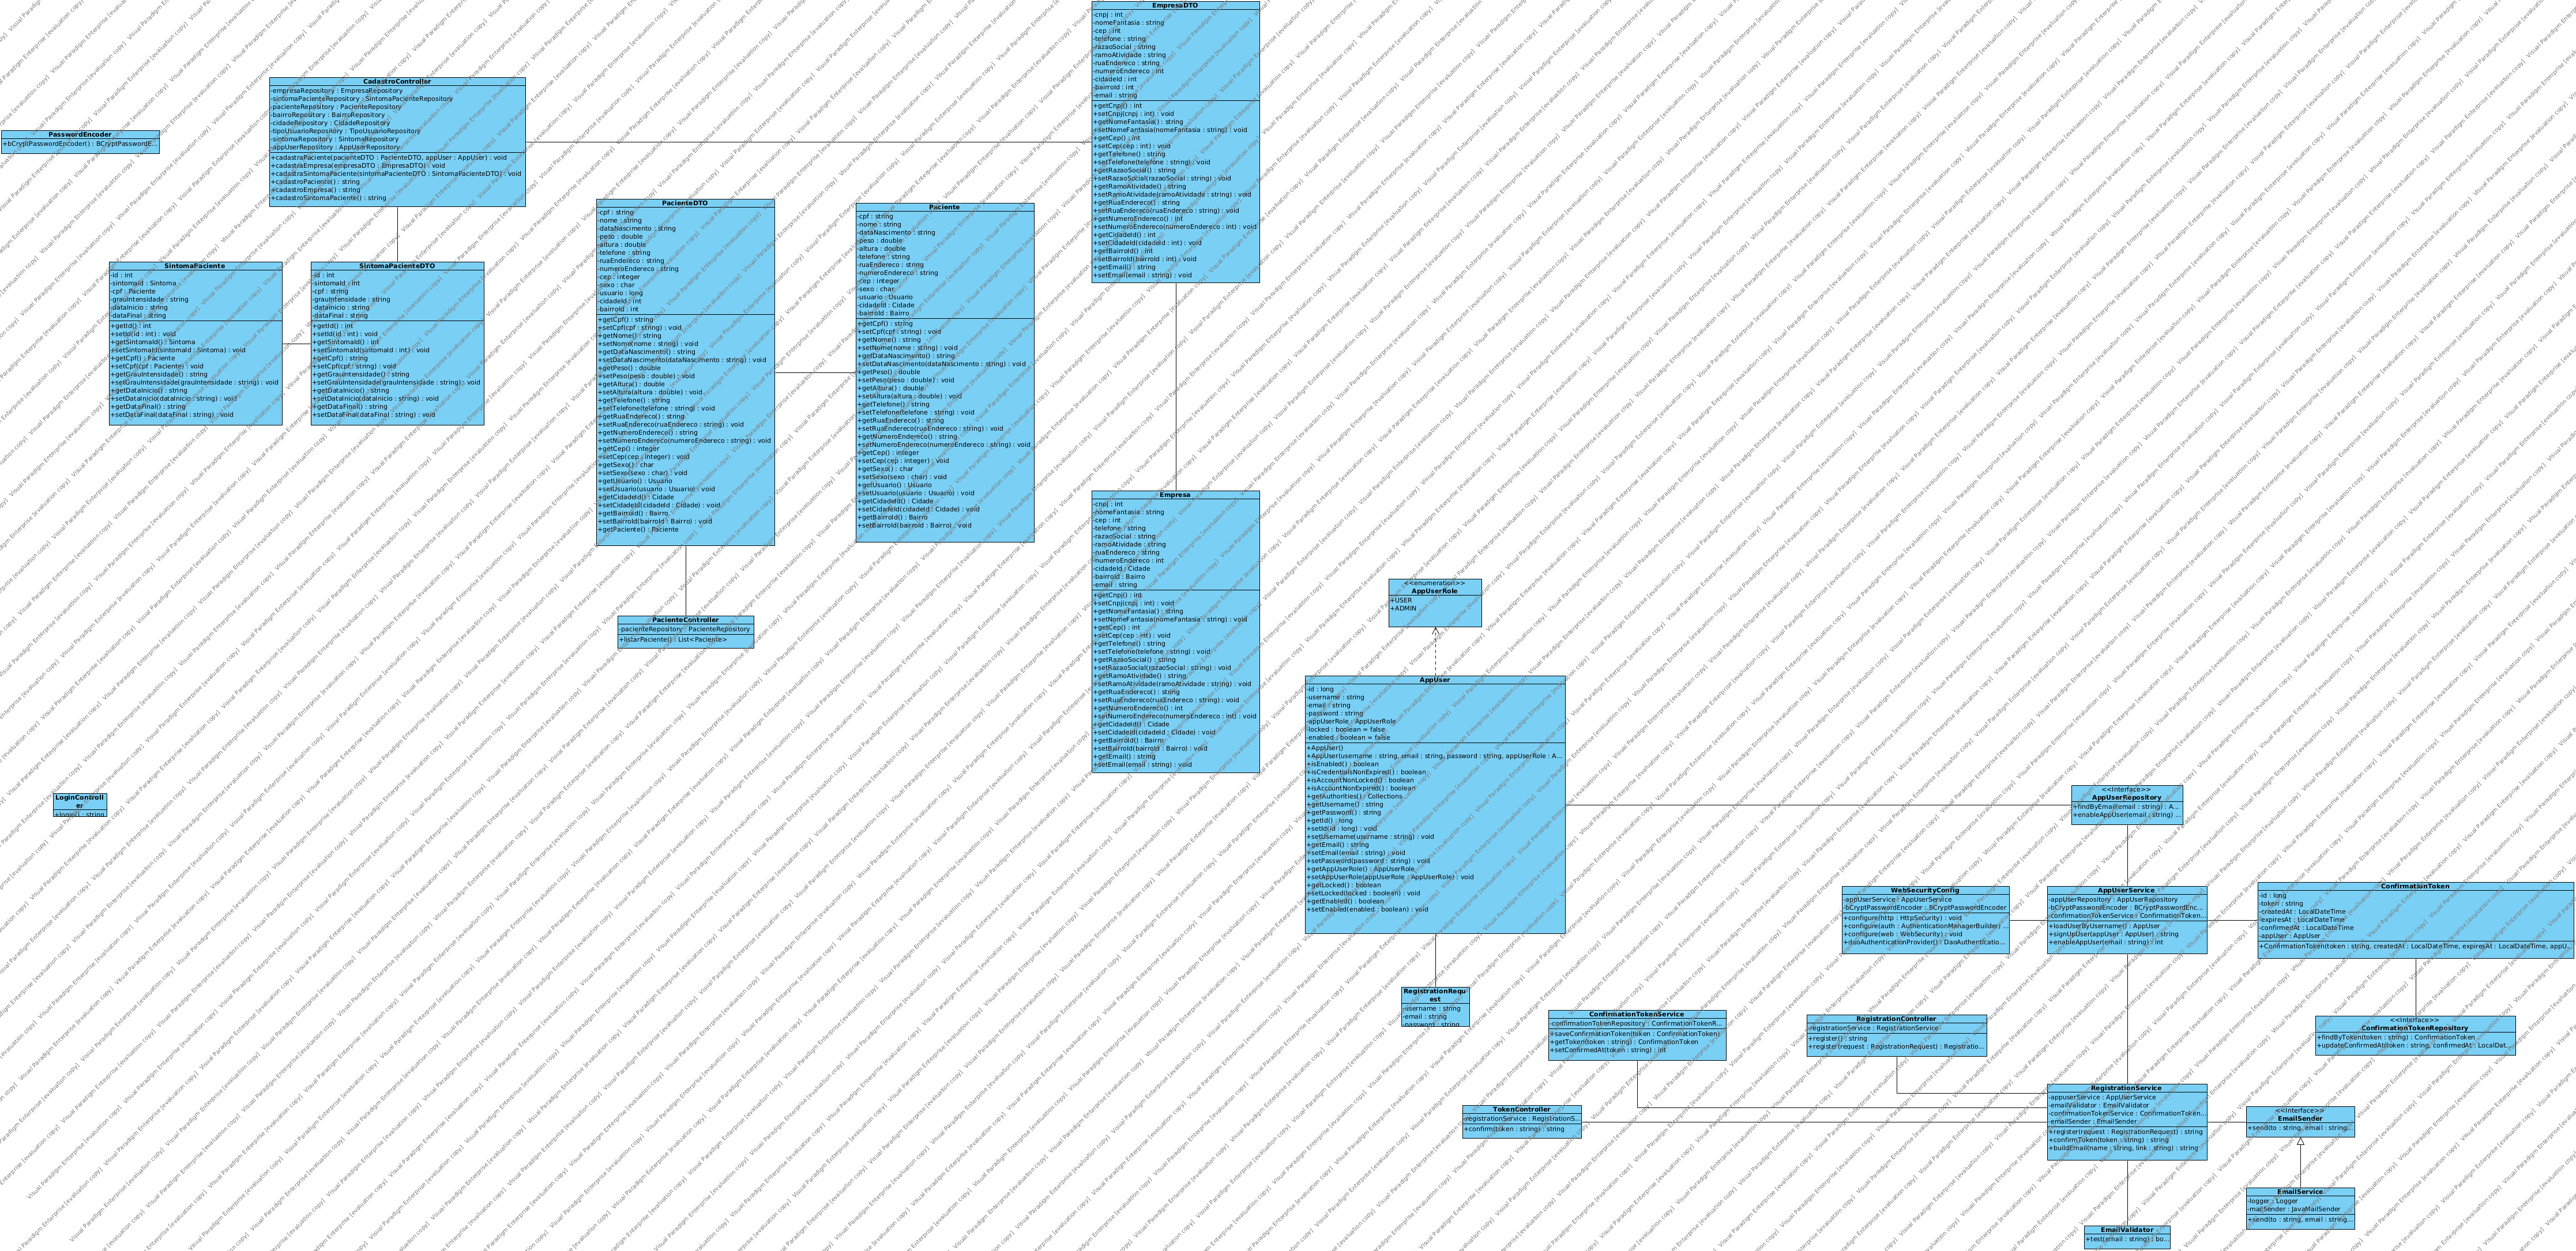 EmpresaDTO
-cnpj : int
-nomeFantasia : string
-cep : int
-telefone : string
-razaoSocial : string
-ramoAtividade : string
-ruaEndereco : string
-numeroEndereco : int
-cidadeId : int
-bairroId : int
-email : string
+getCnpj() : int
+setCnpj(cnpj : int) : void
+getNomeFantasia() : string
+setNomeFantasia(nomeFantasia : string) : void
+getCep() : int
+setCep(cep : int) : void
+getTelefone() : string
+setTelefone(telefone : string) : void
+getRazaoSocial() : string
+setRazaoSocial(razaoSocial : string) : void
+getRamoAtividade() : string
+setRamoAtividade(ramoAtividade : string) : void
+getRuaEndereco() : string
+setRuaEndereco(ruaEndereco : string) : void
+getNumeroEndereco() : int
+setNumeroEndereco(numeroEndereco : int) : void
+getCidadeId() : int
+setCidadeId(cidadeId : int) : void
+getBairroId() : int
+setBairroId(bairroId : int) : void
+getEmail() : string
+setEmail(email : string) : void
CadastroController
-empresaRepository : EmpresaRepository
-sintomaPacienteRepository : SintomaPacienteRepository
-pacienteRepository : PacienteRepository
-bairroRepository : BairroRepository
-cidadeRepository : CidadeRepository
-tipoUsuarioRepository : TipoUsuarioRepository
-sintomaRepository : SintomaRepository
-appUserRepository : AppUserRepository
+cadastraPaciente(pacienteDTO : PacienteDTO, appUser : AppUser) : void
+cadastraEmpresa(empresaDTO : EmpresaDTO) : void
+cadastraSintomaPaciente(sintomaPacienteDTO : SintomaPacienteDTO) : void
+cadastroPaciente() : string
+cadastroEmpresa() : string
+cadastroSintomaPaciente() : string
PasswordEncoder
+bCryptPasswordEncoder() : BCryptPasswordE...
SintomaPaciente
-id : int
-sintomaId : Sintoma
-cpf : Paciente
-grauIntensidade : string
-dataInicio : string
-dataFinal : string
+getId() : int
+setId(id : int) : void
+getSintomaId() : Sintoma
+setSintomaId(sintomaId : Sintoma) : void
+getCpf() : Paciente
+setCpf(cpf : Paciente) : void
+getGrauIntensidade() : string
+setGrauIntensidade(grauIntensidade : string) : void
+getDataInicio() : string
+setDataInicio(dataInicio : string) : void
+getDataFinal() : string
+setDataFinal(dataFinal : string) : void
SintomaPacienteDTO
-id : int
-sintomaId : int
-cpf : string
-grauIntensidade : string
-dataInicio : string
-dataFinal : string
+getId() : int
+setId(id : int) : void
+getSintomaId() : int
+setSintomaId(sintomaId : int) : void
+getCpf() : string
+setCpf(cpf : string) : void
+getGrauIntensidade() : string
+setGrauIntensidade(grauIntensidade : string) : void
+getDataInicio() : string
+setDataInicio(dataInicio : string) : void
+getDataFinal() : string
+setDataFinal(dataFinal : string) : void
PacienteDTO
-cpf : string
-nome : string
-dataNascimento : string
-peso : double
-altura : double
-telefone : string
-ruaEndereco : string
-numeroEndereco : string
-cep : integer
-sexo : char
-usuario : long
-cidadeId : int
-bairroId : int
+getCpf() : string
+setCpf(cpf : string) : void
+getNome() : string
+setNome(nome : string) : void
+getDataNascimento() : string
+setDataNascimento(dataNascimento : string) : void
+getPeso() : double
+setPeso(peso : double) : void
+getAltura() : double
+setAltura(altura : double) : void
+getTelefone() : string
+setTelefone(telefone : string) : void
+getRuaEndereco() : string
+setRuaEndereco(ruaEndereco : string) : void
+getNumeroEndereco() : string
+setNumeroEndereco(numeroEndereco : string) : void
+getCep() : integer
+setCep(cep : integer) : void
+getSexo() : char
+setSexo(sexo : char) : void
+getUsuario() : Usuario
+setUsuario(usuario : Usuario) : void
+getCidadeId() : Cidade
+setCidadeId(cidadeId : Cidade) : void
+getBairroId() : Bairro
+setBairroId(bairroId : Bairro) : void
+getPaciente() : Paciente
Paciente
-cpf : string
-nome : string
-dataNascimento : string
-peso : double
-altura : double
-telefone : string
-ruaEndereco : string
-numeroEndereco : string
-cep : integer
-sexo : char
-usuario : Usuario
-cidadeId : Cidade
-bairroId : Bairro
+getCpf() : string
+setCpf(cpf : string) : void
+getNome() : string
+setNome(nome : string) : void
+getDataNascimento() : string
+setDataNascimento(dataNascimento : string) : void
+getPeso() : double
+setPeso(peso : double) : void
+getAltura() : double
+setAltura(altura : double) : void
+getTelefone() : string
+setTelefone(telefone : string) : void
+getRuaEndereco() : string
+setRuaEndereco(ruaEndereco : string) : void
+getNumeroEndereco() : string
+setNumeroEndereco(numeroEndereco : string) : void
+getCep() : integer
+setCep(cep : integer) : void
+getSexo() : char
+setSexo(sexo : char) : void
+getUsuario() : Usuario
+setUsuario(usuario : Usuario) : void
+getCidadeId() : Cidade
+setCidadeId(cidadeId : Cidade) : void
+getBairroId() : Bairro
+setBairroId(bairroId : Bairro) : void
PacienteController
-pacienteRepository : PacienteRepository
+listarPaciente() : List<Paciente>
Empresa
-cnpj : int
-nomeFantasia : string
-cep : int
-telefone : string
-razaoSocial : string
-ramoAtividade : string
-ruaEndereco : string
-numeroEndereco : int
-cidadeId : Cidade
-bairroId : Bairro
-email : string
+getCnpj() : int
+setCnpj(cnpj : int) : void
+getNomeFantasia() : string
+setNomeFantasia(nomeFantasia : string) : void
+getCep() : int
+setCep(cep : int) : void
+getTelefone() : string
+setTelefone(telefone : string) : void
+getRazaoSocial() : string
+setRazaoSocial(razaoSocial : string) : void
+getRamoAtividade() : string
+setRamoAtividade(ramoAtividade : string) : void
+getRuaEndereco() : string
+setRuaEndereco(ruaEndereco : string) : void
+getNumeroEndereco() : int
+setNumeroEndereco(numeroEndereco : int) : void
+getCidadeId() : Cidade
+setCidadeId(cidadeId : Cidade) : void
+getBairroId() : Bairro
+setBairroId(bairroId : Bairro) : void
+getEmail() : string
+setEmail(email : string) : void
<<enumeration>>
AppUserRole
+USER
+ADMIN
AppUser
-id : long
-username : string
-email : string
-password : string
-appUserRole : AppUserRole
-locked : boolean = false
-enabled : boolean = false
+AppUser()
+AppUser(username : string, email : string, password : string, appUserRole : A...
+isEnabled() : boolean
+isCredentialsNonExpired() : boolean
+isAccountNonLocked() : boolean
+isAccountNonExpired() : boolean
+getAuthorities() : Collections
+getUsername() : string
+getPassword() : string
+getId() : long
+setId(id : long) : void
+setUsername(username : string) : void
+getEmail() : string
+setEmail(email : string) : void
+setPassword(password : string) : void
+getAppUserRole() : AppUserRole
+setAppUserRole(appUserRole : AppUserRole) : void
+getLocked() : boolean
+setLocked(locked : boolean) : void
+getEnabled() : boolean
+setEnabled(enabled : boolean) : void
LoginControll
er
+login() : string
<<Interface>>
AppUserRepository
+findByEmail(email : string) : A...
+enableAppUser(email : string) ...
WebSecurityConfig
-appUserService : AppUserService
-bCryptPasswordEncoder : BCryptPasswordEncoder
+configure(http : HttpSecurity) : void
+configure(auth : AuthenticationManagerBuilder) ...
+configure(web : WebSecurity) : void
+daoAuthenticationProvider() : DaoAuthenticatio...
AppUserService
-appUserRepository : AppUserRepository
-bCryptPasswordEncoder : BCryptPasswordEnc...
-confirmationTokenService : ConfirmationToken...
+loadUserByUsername() : AppUser
+signUpUser(appUser : AppUser) : string
+enableAppUser(email : string) : int
ConfirmationToken
-id : long
-token : string
-createdAt : LocalDateTime
-expiresAt : LocalDateTime
-confirmedAt : LocalDateTime
-appUser : AppUser
+ConfirmationToken(token : string, createdAt : LocalDateTime, expiresAt : LocalDateTime, appU...
RegistrationRequ
est
-username : string
-email : string
-password : string
ConfirmationTokenService
-confirmationTokenRepository : ConfirmationTokenR...
+saveConfirmationToken(token : ConfirmationToken)
+getToken(token : string) : ConfirmationToken
+setConfirmedAt(token : string) : int
RegistrationController
-registrationService : RegistrationService
+register() : string
+register(request : RegistrationRequest) : Registratio...
<<Interface>>
ConfirmationTokenRepository
+findByToken(token : string) : ConfirmationToken
+updateConfirmedAt(token : string, confirmedAt : LocalDat...
TokenController
-registrationService : RegistrationS...
+confirm(token : string) : string
RegistrationService
-appuserService : AppUserService
-emailValidator : EmailValidator
-confirmationTokenService : ConfirmationToken...
-emailSender : EmailSender
+register(request : RegistrationRequest) : string
+confirmToken(token : string) : string
+buildEmail(name : string, link : string) : string
<<Interface>>
EmailSender
+send(to : string, email : string...
EmailService
-logger : Logger
-mailSender : JavaMailSender
+send(to : string, email : string...
EmailValidator
+test(email : string) : bo...
Visual Paradigm Enterprise [evaluation copy]